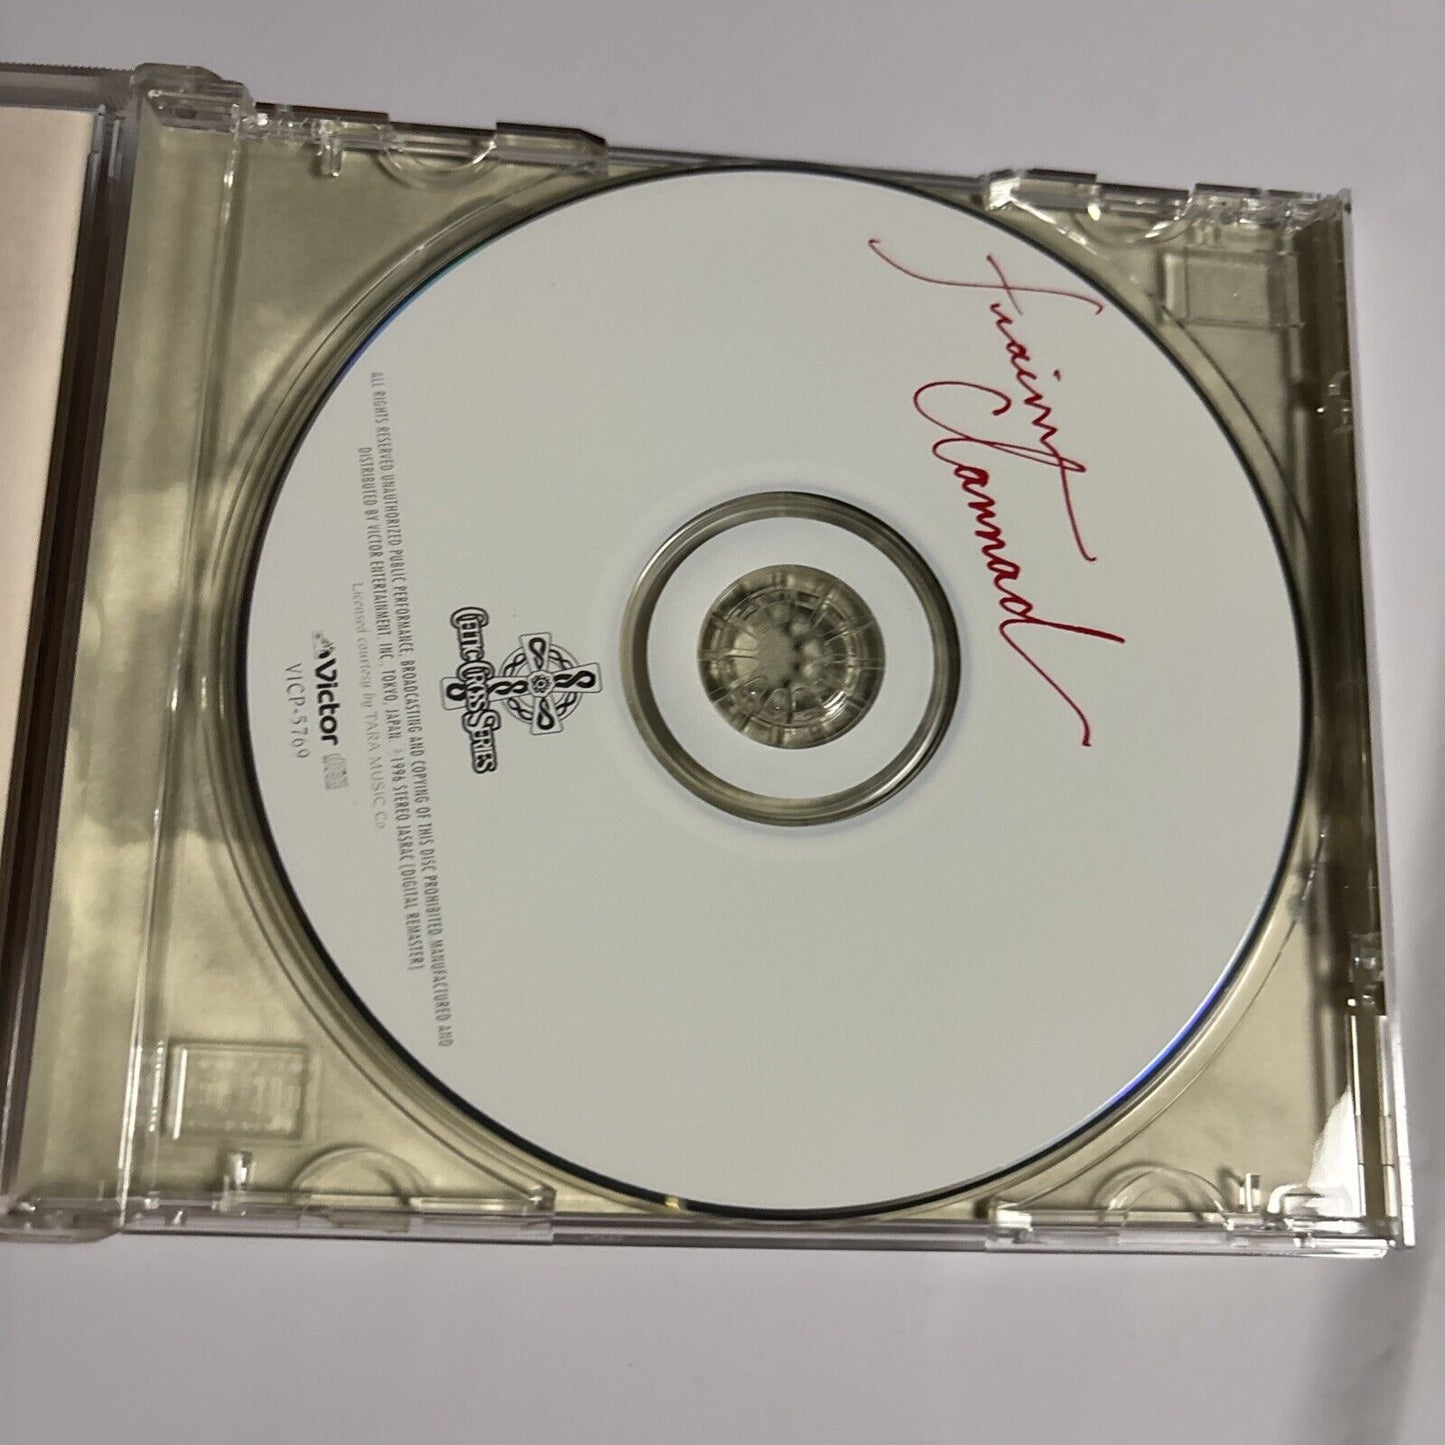 Fuaim
Clannad
CELTIC CROSS SERIES
ALL RIGHTS RESERVED UNAUTHORIZED PUBLIC PERFORMANCE, BROADCASTING AND COPYING OF THIS DISC PROHIBITED. MANUFACTURED AND
DISTRIBUTED BY VICTOR ENTERTAINMENT, INC., TOKYO, JAPAN. ℗1996 STEREO JASRAC [DIGITAL REMASTER]
Licensed courtesy by TARA MUSIC Co.
Victor
VICP-5769